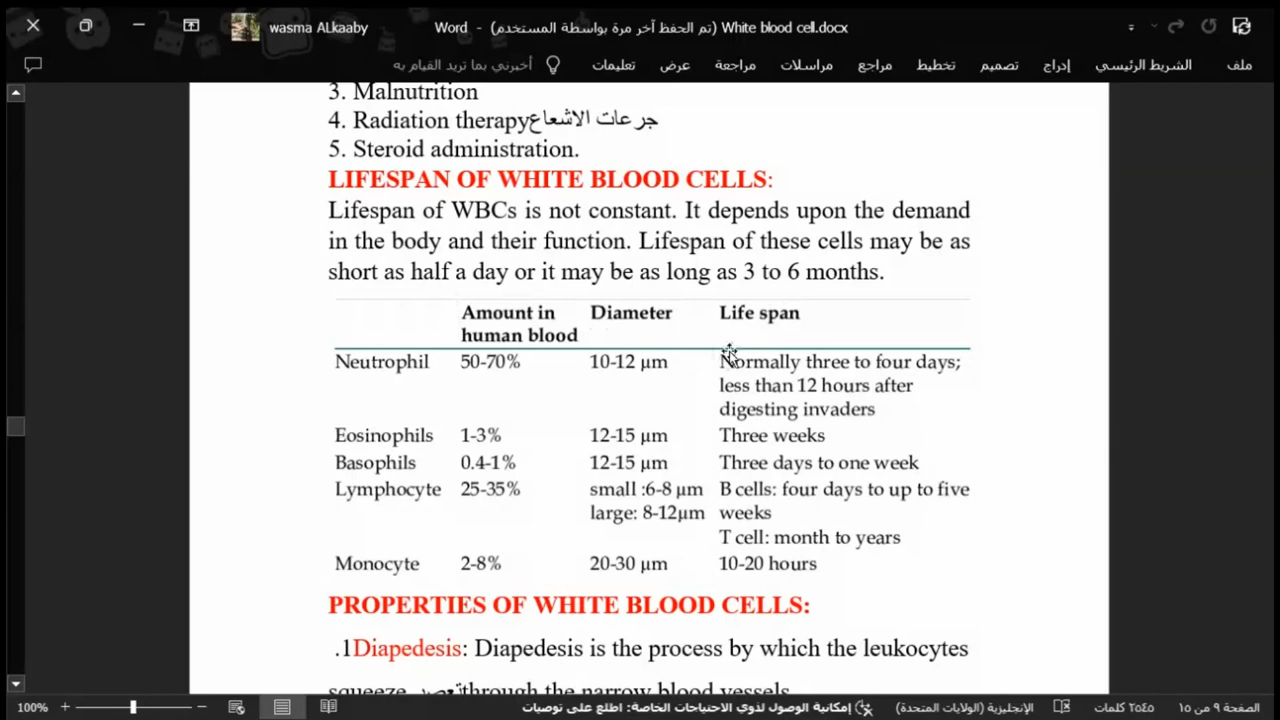 wasma ALkaaby
White blood cell.docx (تم الحفظ آخر مرة بواسطة المستخدم) - Word
ملف الشريط الرئيسي إدراج تصميم تخطيط مراجع مراسلات مراجعة عرض تعليمات أخبرني بما تريد القيام به
3. Malnutrition
4. Radiation therapyجرعات الاشعاع
5. Steroid administration.
LIFESPAN OF WHITE BLOOD CELLS:
Lifespan of WBCs is not constant. It depends upon the demand
in the body and their function. Lifespan of these cells may be as
short as half a day or it may be as long as 3 to 6 months.
Amount in human blood Diameter Life span
Neutrophil 50-70% 10-12 µm Normally three to four days;
less than 12 hours after
digesting invaders
Eosinophils 1-3% 12-15 µm Three weeks
Basophils 0.4-1% 12-15 µm Three days to one week
Lymphocyte 25-35% small :6-8 µm B cells: four days to up to five
large: 8-12µm weeks
T cell: month to years
Monocyte 2-8% 20-30 µm 10-20 hours
PROPERTIES OF WHITE BLOOD CELLS:
.1Diapedesis: Diapedesis is the process by which the leukocytes
squeeze through the narrow blood vessels
الصفحة ٩ من ١٥ ٢٥٤٥ كلمات الإنجليزية (الولايات المتحدة) إمكانية الوصول لذوي الاحتياجات الخاصة: اطلع على توصيات 100%